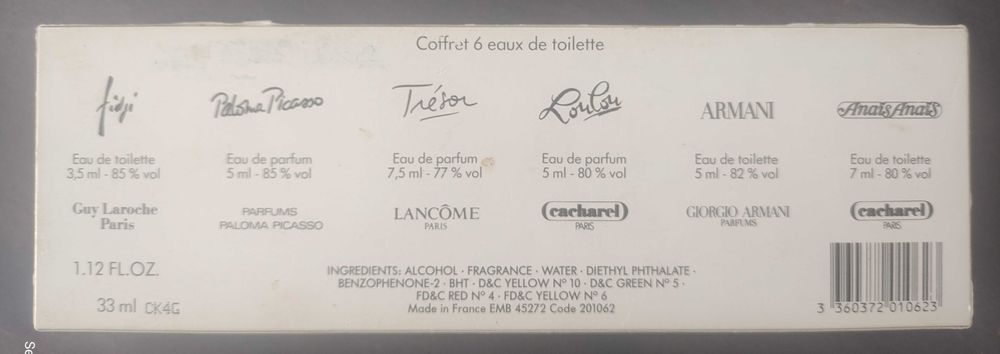 Coffret 6 eaux de toilette
fidji
Paloma Picasso
Trésor
LouLou
ARMANI
Anaïs Anaïs
Eau de toilette
3,5 ml - 85 % vol
Eau de parfum
5 ml - 85 % vol
Eau de parfum
7,5 ml - 77 % vol
Eau de parfum
5 ml - 80 % vol
Eau de toilette
5 ml - 82 % vol
Eau de toilette
7 ml - 80 % vol
Guy Laroche
Paris
PARFUMS
PALOMA PICASSO
LANCÔME
PARIS
cacharel
PARIS
GIORGIO ARMANI
PARFUMS
cacharel
PARIS
1.12 FL.OZ.
33 ml CK4G
INGREDIENTS: ALCOHOL · FRAGRANCE · WATER · DIETHYL PHTHALATE ·
BENZOPHENONE-2 · BHT · D&C YELLOW Nº 10 · D&C GREEN Nº 5 ·
FD&C RED Nº 4 · FD&C YELLOW Nº 6
Made in France EMB 45272 Code 201062
3 360372 010623